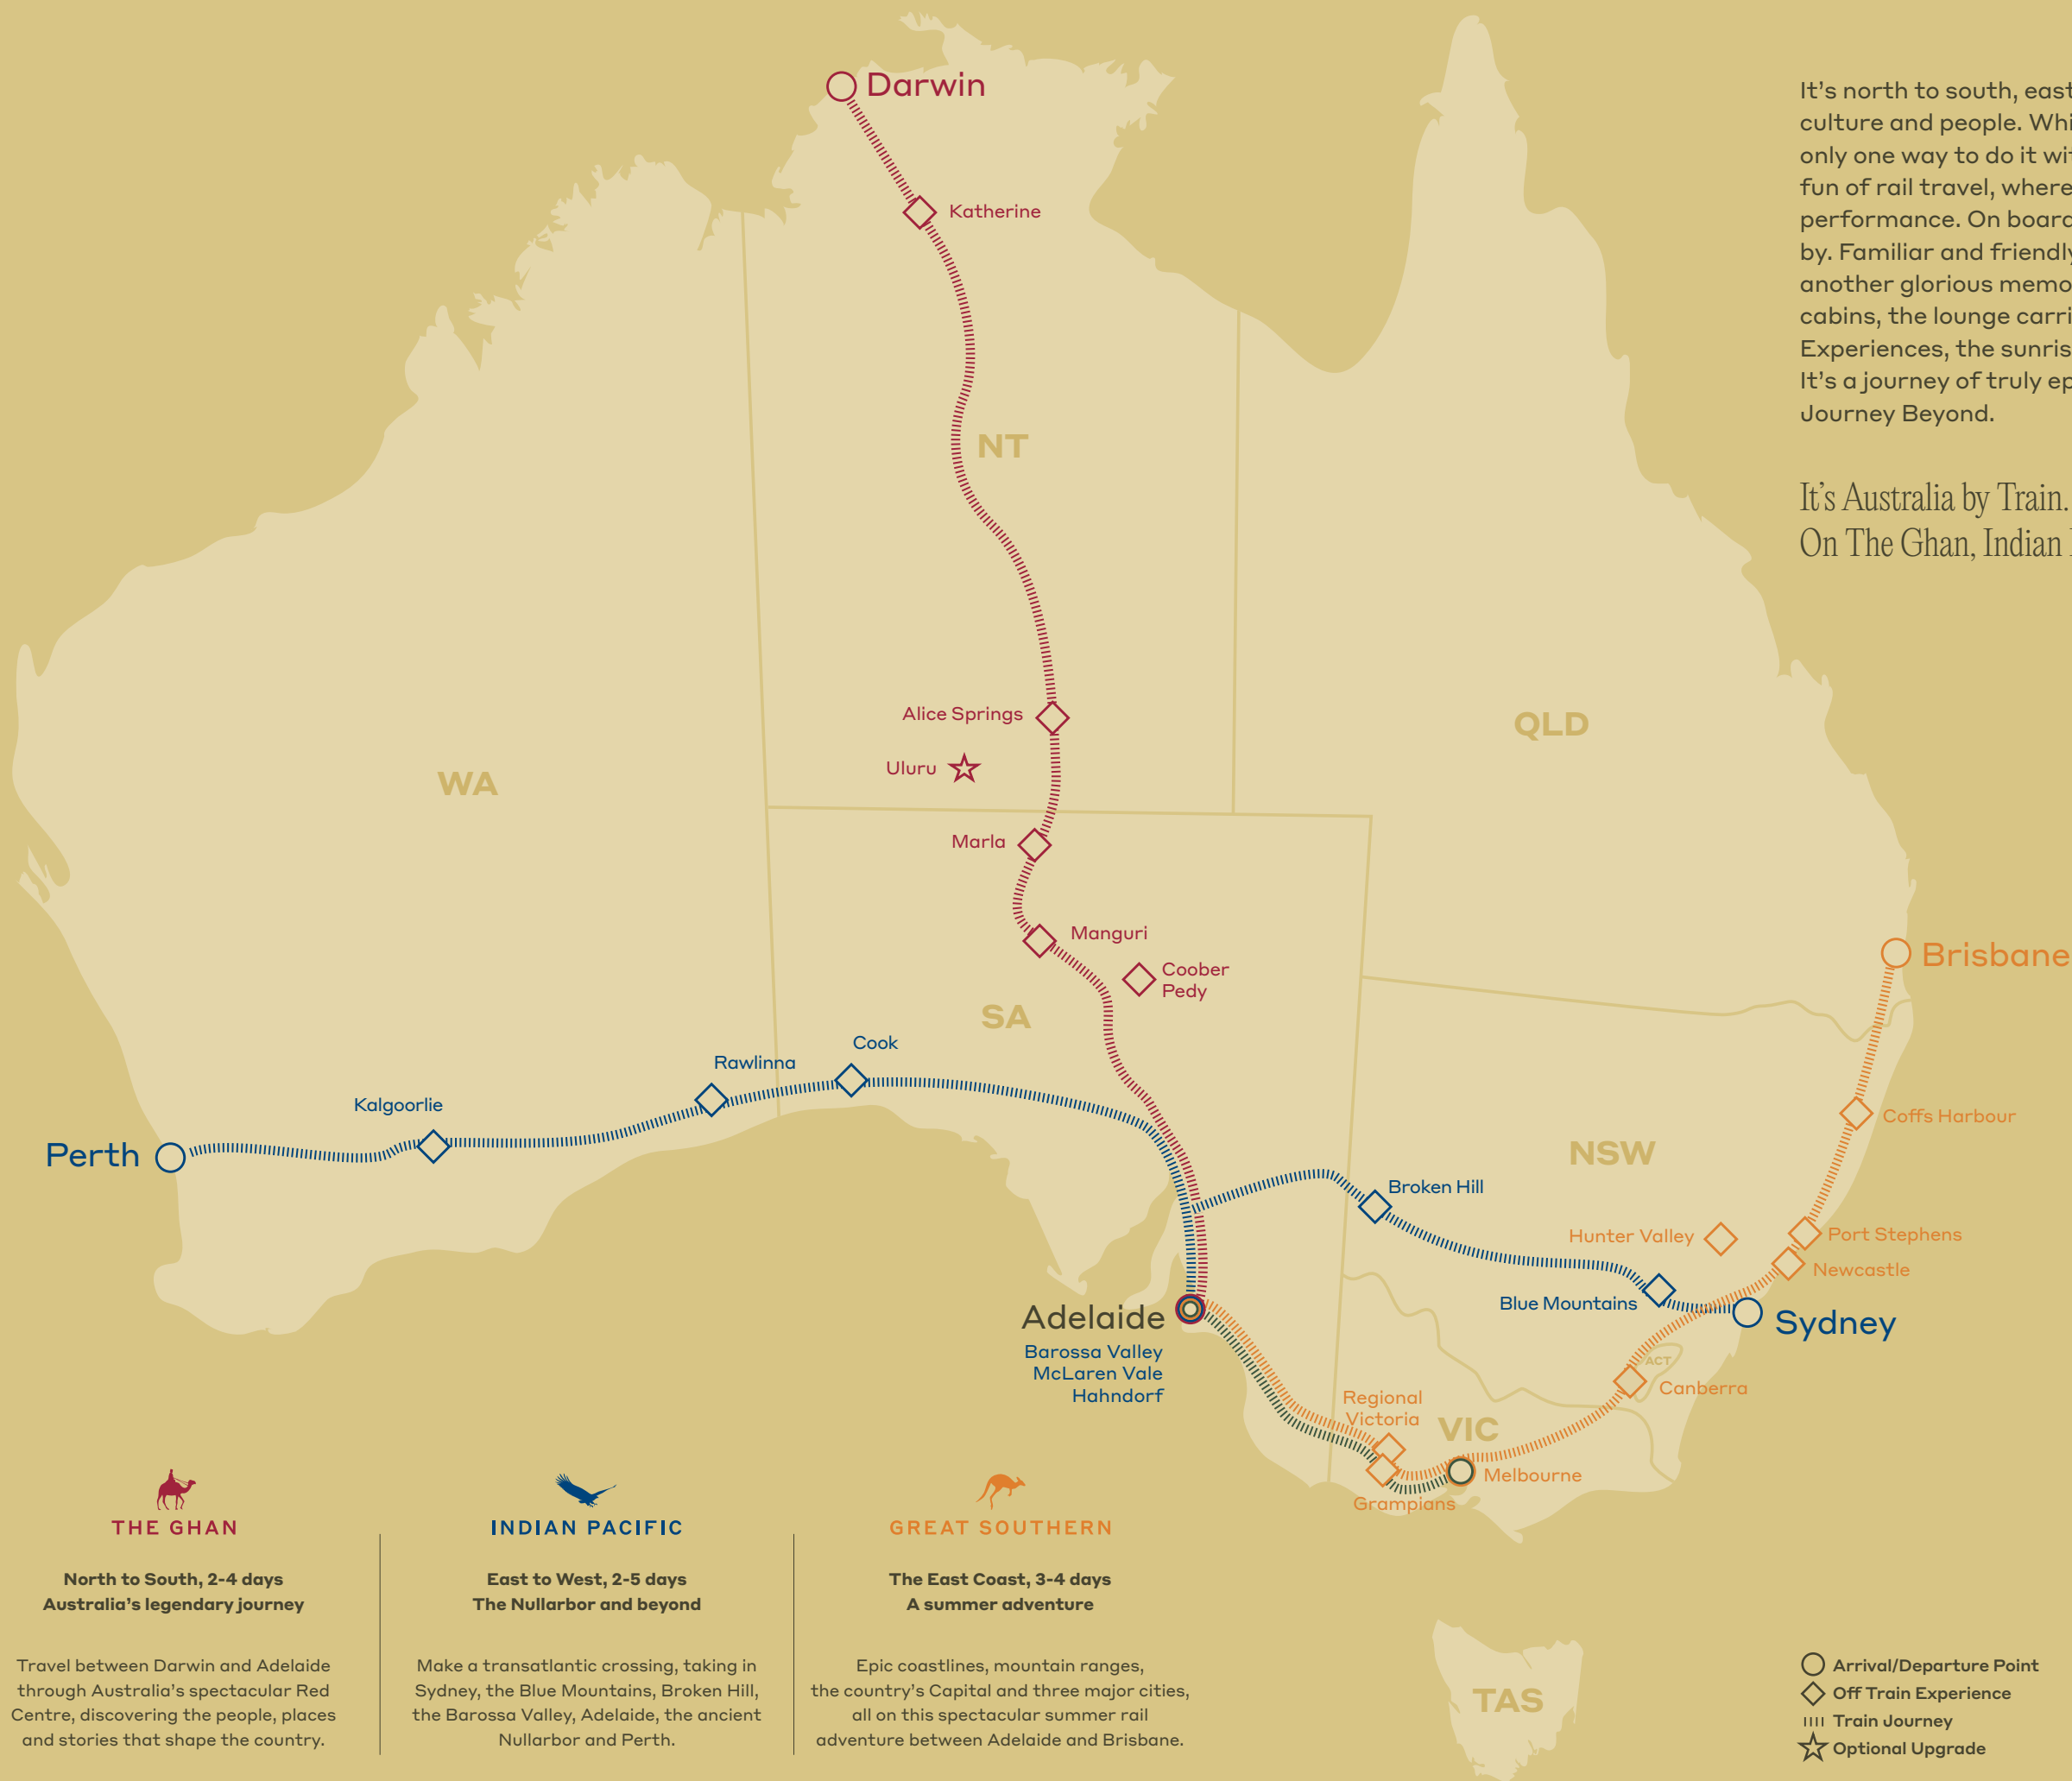 Darwin
Katherine
NT
Alice Springs
Uluru
QLD
WA
Marla
Manguri
Coober
Pedy
SA
Brisbane
Cook
Rawlinna
Kalgoorlie
Perth
Coffs Harbour
NSW
Broken Hill
Hunter Valley
Port Stephens
Newcastle
Blue Mountains
Sydney
Adelaide
Barossa Valley
McLaren Vale
Hahndorf
ACT
Canberra
Regional
Victoria
VIC
Melbourne
Grampians
TAS
It's north to south, east
culture and people. Whi
only one way to do it wit
fun of rail travel, where
performance. On board
by. Familiar and friendly
another glorious memo
cabins, the lounge carri
Experiences, the sunris
It's a journey of truly ep
Journey Beyond.
It's Australia by Train.
On The Ghan, Indian
THE GHAN
North to South, 2-4 days
Australia's legendary journey
Travel between Darwin and Adelaide
through Australia's spectacular Red
Centre, discovering the people, places
and stories that shape the country.
INDIAN PACIFIC
East to West, 2-5 days
The Nullarbor and beyond
Make a transatlantic crossing, taking in
Sydney, the Blue Mountains, Broken Hill,
the Barossa Valley, Adelaide, the ancient
Nullarbor and Perth.
GREAT SOUTHERN
The East Coast, 3-4 days
A summer adventure
Epic coastlines, mountain ranges,
the country's Capital and three major cities,
all on this spectacular summer rail
adventure between Adelaide and Brisbane.
Arrival/Departure Point
Off Train Experience
Train Journey
Optional Upgrade